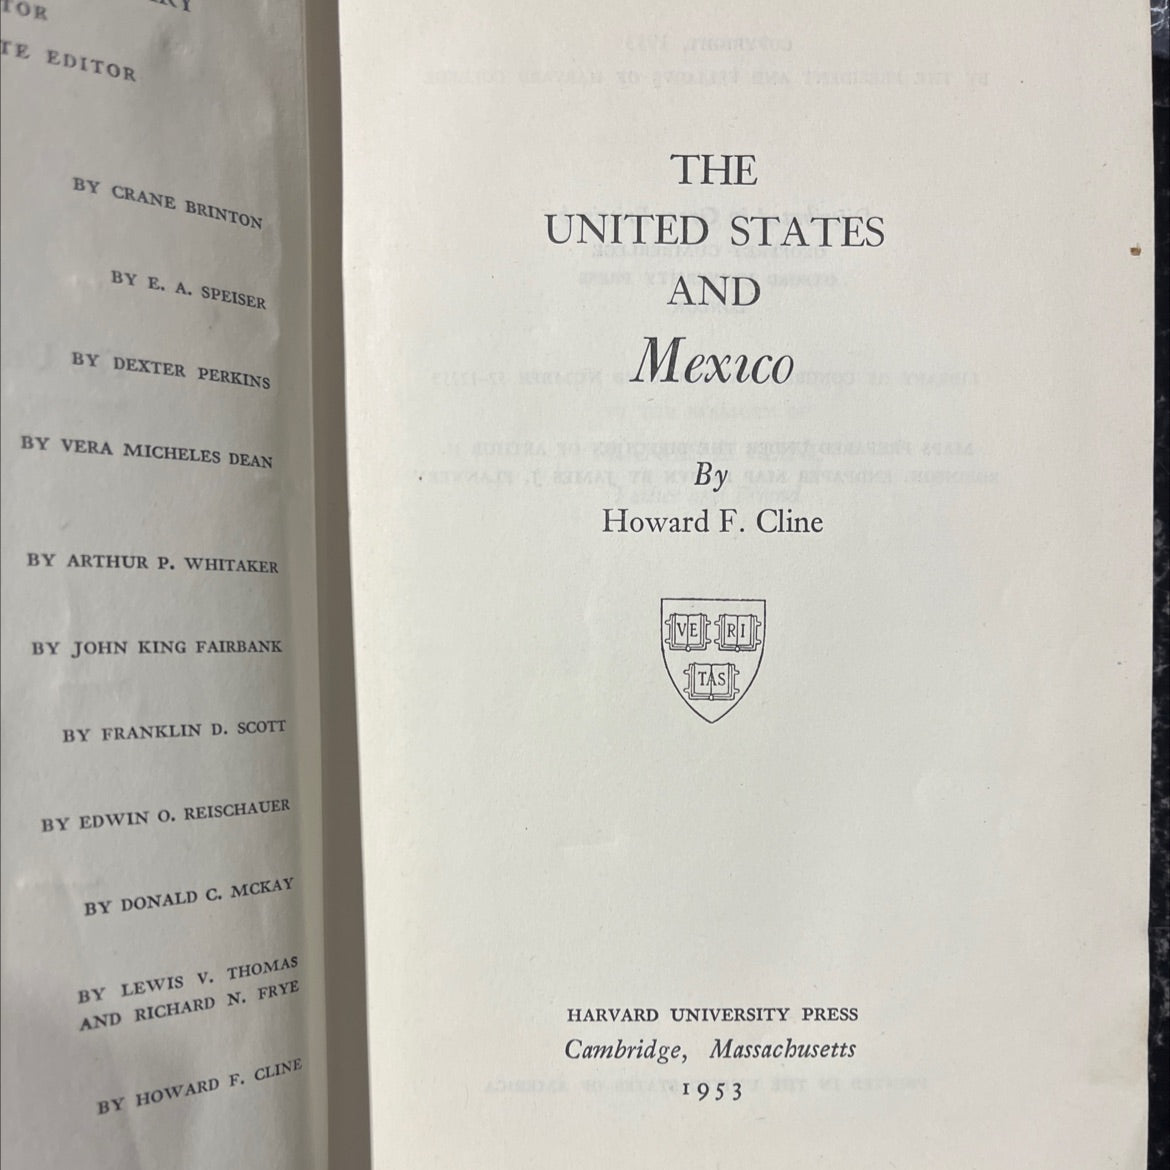 TOR
TE EDITOR
BY CRANE BRINTON
BY E. A. SPEISER
BY DEXTER PERKINS
BY VERA MICHELES DEAN
BY ARTHUR P. WHITAKER
BY JOHN KING FAIRBANK
BY FRANKLIN D. SCOTT
BY EDWIN O. REISCHAUER
BY DONALD C. MCKAY
BY LEWIS V. THOMAS
AND RICHARD N. FRYE
BY HOWARD F. CLINE
THE
UNITED STATES
AND
Mexico
By
Howard F. Cline
VE RI
TAS
HARVARD UNIVERSITY PRESS
Cambridge, Massachusetts
1953